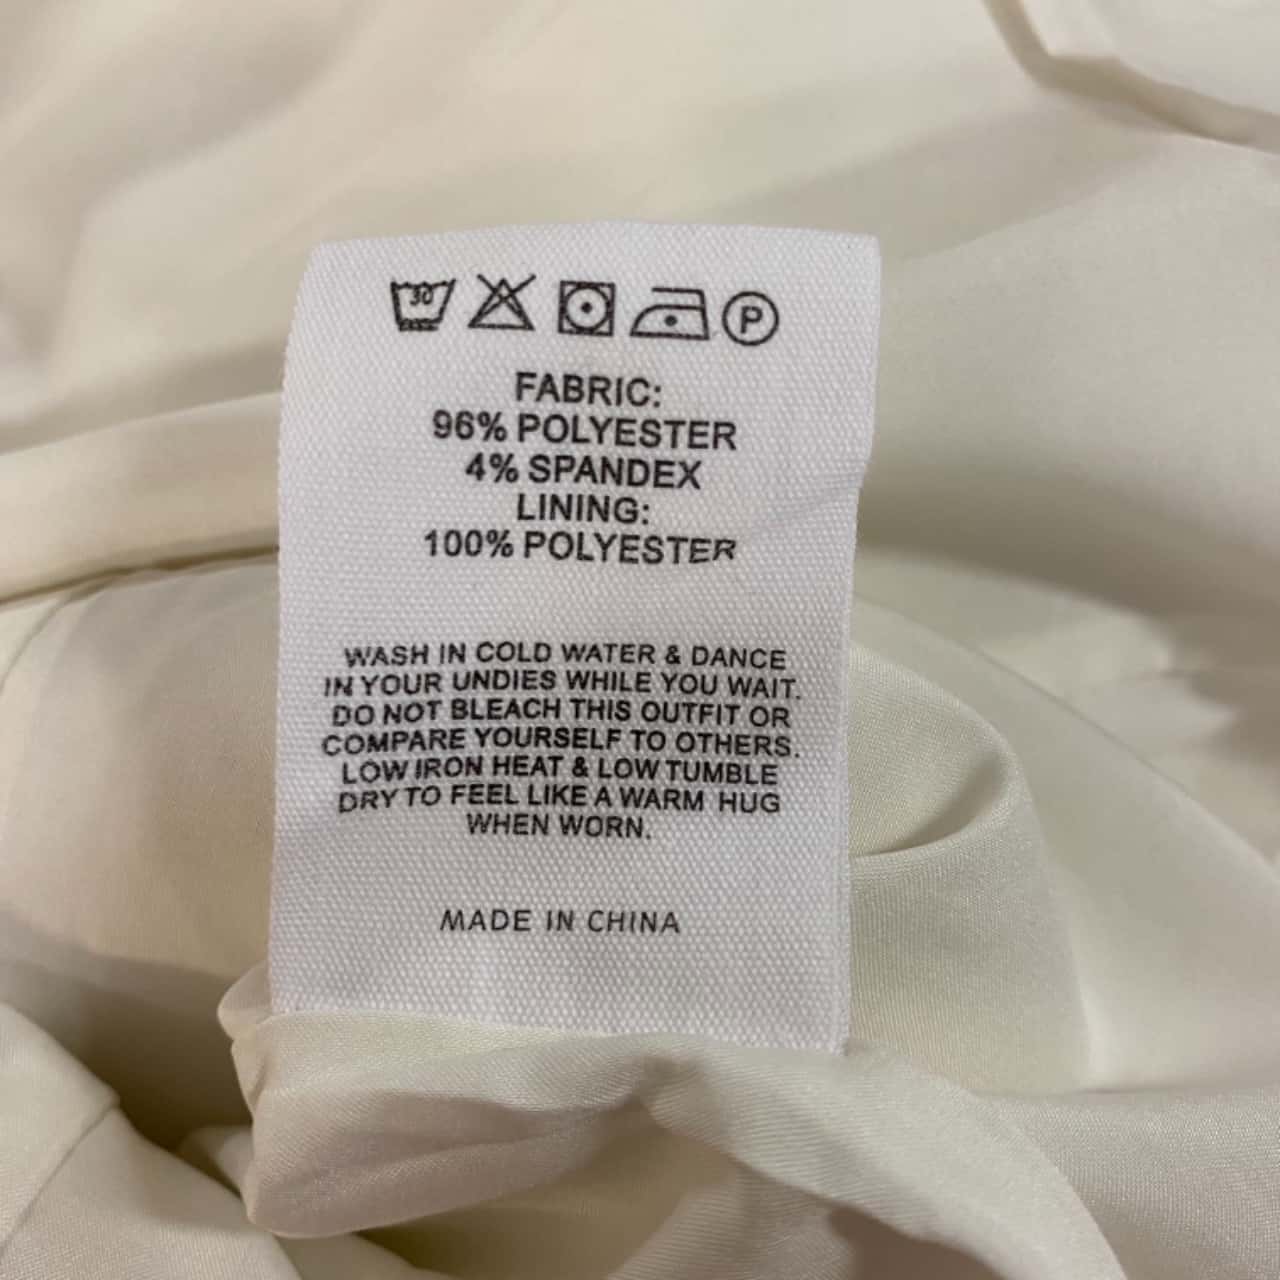 30 P
FABRIC:
96% POLYESTER
4% SPANDEX
LINING:
100% POLYESTER
WASH IN COLD WATER & DANCE
IN YOUR UNDIES WHILE YOU WAIT.
DO NOT BLEACH THIS OUTFIT OR
COMPARE YOURSELF TO OTHERS.
LOW IRON HEAT & LOW TUMBLE
DRY TO FEEL LIKE A WARM HUG
WHEN WORN.
MADE IN CHINA